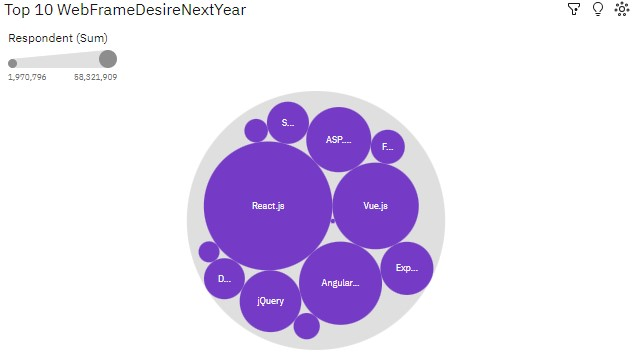 Top 10 WebFrameDesireNextYear
Respondent (Sum)
1,970,796 58,321,909
S...
ASP....
F...
React.js
Vue.js
D...
jQuery
Angular...
Exp...